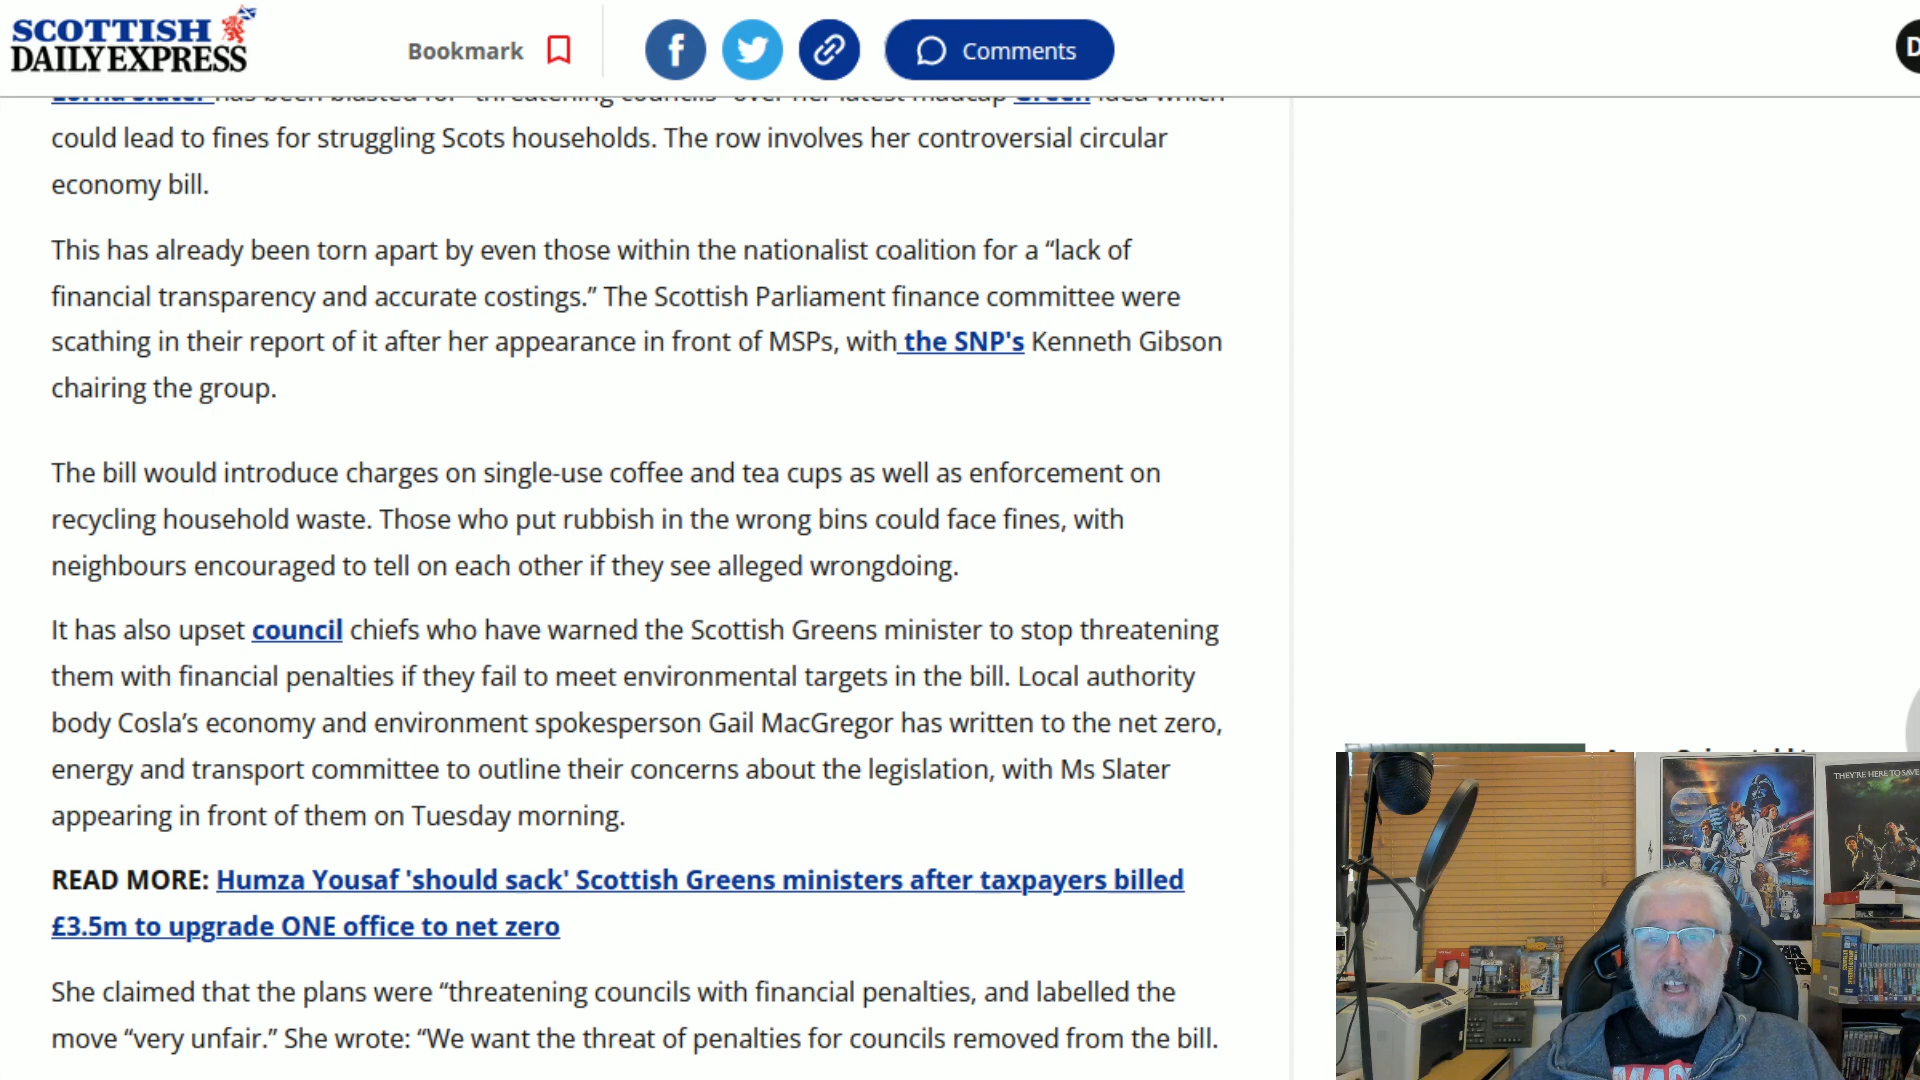 SCOTTISH
DAILY EXPRESS
Bookmark
Comments
D
Lorna Slater has been blasted for "threatening councils" over her latest madcap Green idea which
could lead to fines for struggling Scots households. The row involves her controversial circular
economy bill.
This has already been torn apart by even those within the nationalist coalition for a “lack of
financial transparency and accurate costings.” The Scottish Parliament finance committee were
scathing in their report of it after her appearance in front of MSPs, with the SNP's Kenneth Gibson
chairing the group.
The bill would introduce charges on single-use coffee and tea cups as well as enforcement on
recycling household waste. Those who put rubbish in the wrong bins could face fines, with
neighbours encouraged to tell on each other if they see alleged wrongdoing.
It has also upset council chiefs who have warned the Scottish Greens minister to stop threatening
them with financial penalties if they fail to meet environmental targets in the bill. Local authority
body Cosla’s economy and environment spokesperson Gail MacGregor has written to the net zero,
energy and transport committee to outline their concerns about the legislation, with Ms Slater
appearing in front of them on Tuesday morning.
READ MORE: Humza Yousaf 'should sack' Scottish Greens ministers after taxpayers billed
£3.5m to upgrade ONE office to net zero
She claimed that the plans were “threatening councils with financial penalties, and labelled the
move “very unfair.” She wrote: “We want the threat of penalties for councils removed from the bill.
THEY'RE HERE TO SAVE